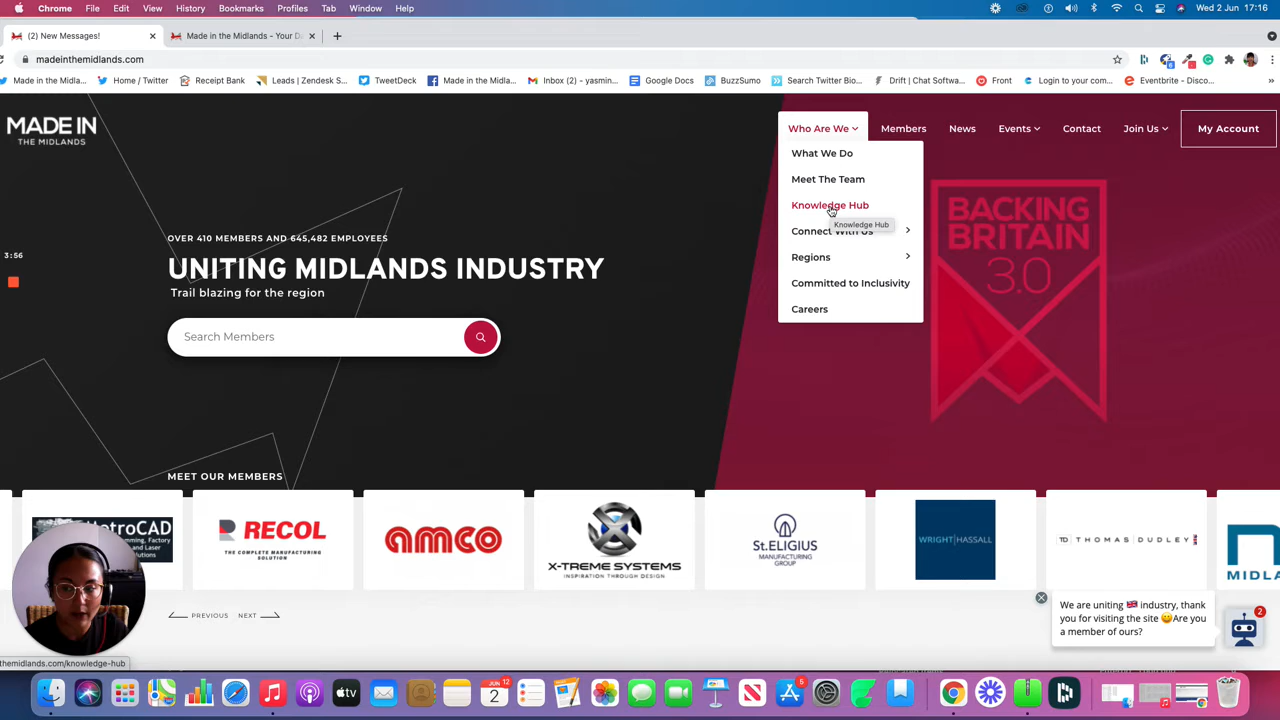 Chrome File Edit View History Bookmarks Profiles Tab Window Help
Wed 2 Jun 17:16
(2) New Messages!
Made in the Midlands - Your D
madeinthemidlands.com
Made in the Midla...
Home / Twitter
Receipt Bank
Leads | Zendesk S...
TweetDeck
Made in the Midla...
Inbox (2) - yasmin...
Google Docs
BuzzSumo
Search Twitter Bio...
Drift | Chat Softwa...
Front
Login to your com...
Eventbrite - Disco...
MADE IN
THE MIDLANDS
Who Are We
Members
News
Events
Contact
Join Us
My Account
What We Do
Meet The Team
Knowledge Hub
Knowledge Hub
Connect With Us
Regions
Committed to Inclusivity
Careers
3:56
OVER 410 MEMBERS AND 645,482 EMPLOYEES
UNITING MIDLANDS INDUSTRY
Trail blazing for the region
Search Members
BACKING
BRITAIN
3.0
MEET OUR MEMBERS
MetroCAD
RECOL
THE COMPLETE MANUFACTURING
SOLUTION
amco
X-TREME SYSTEMS
INSPIRATION THROUGH DESIGN
St.ELIGIUS
MANUFACTURING
GROUP
WRIGHT HASSALL
TD THOMAS DUDLEY
MIDLA
PREVIOUS NEXT
We are uniting 🇬🇧 industry, thank
you for visiting the site 😋Are you
a member of ours?
2
themidlands.com/knowledge-hub
JUN
2
12
5